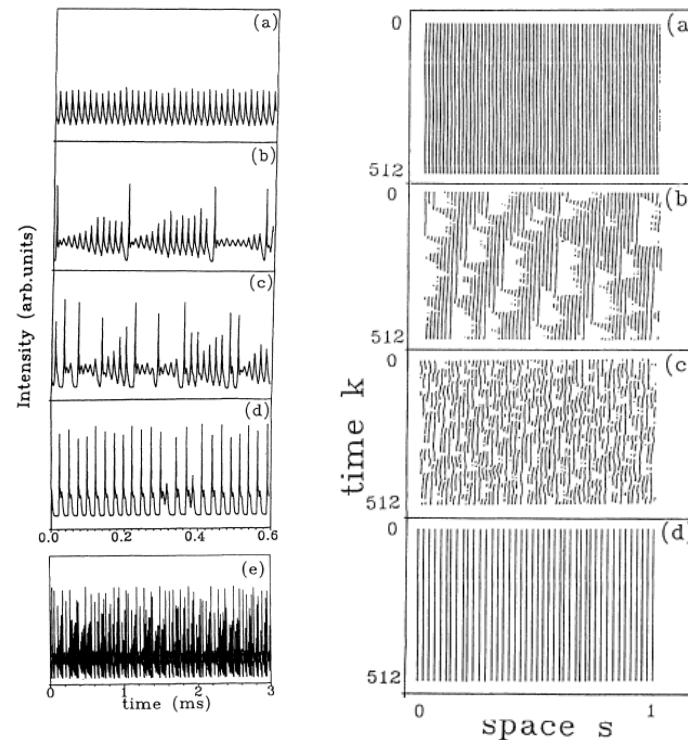 (a)
(b)
(c)
(d)
0.0 0.2 0.4 0.6
(e)
0 1 2 3
time (ms)
Intensity (arb.units)
0
(a
512
0
(b
512
0
(c
512
0
(d)
512
0 1
space s
time k